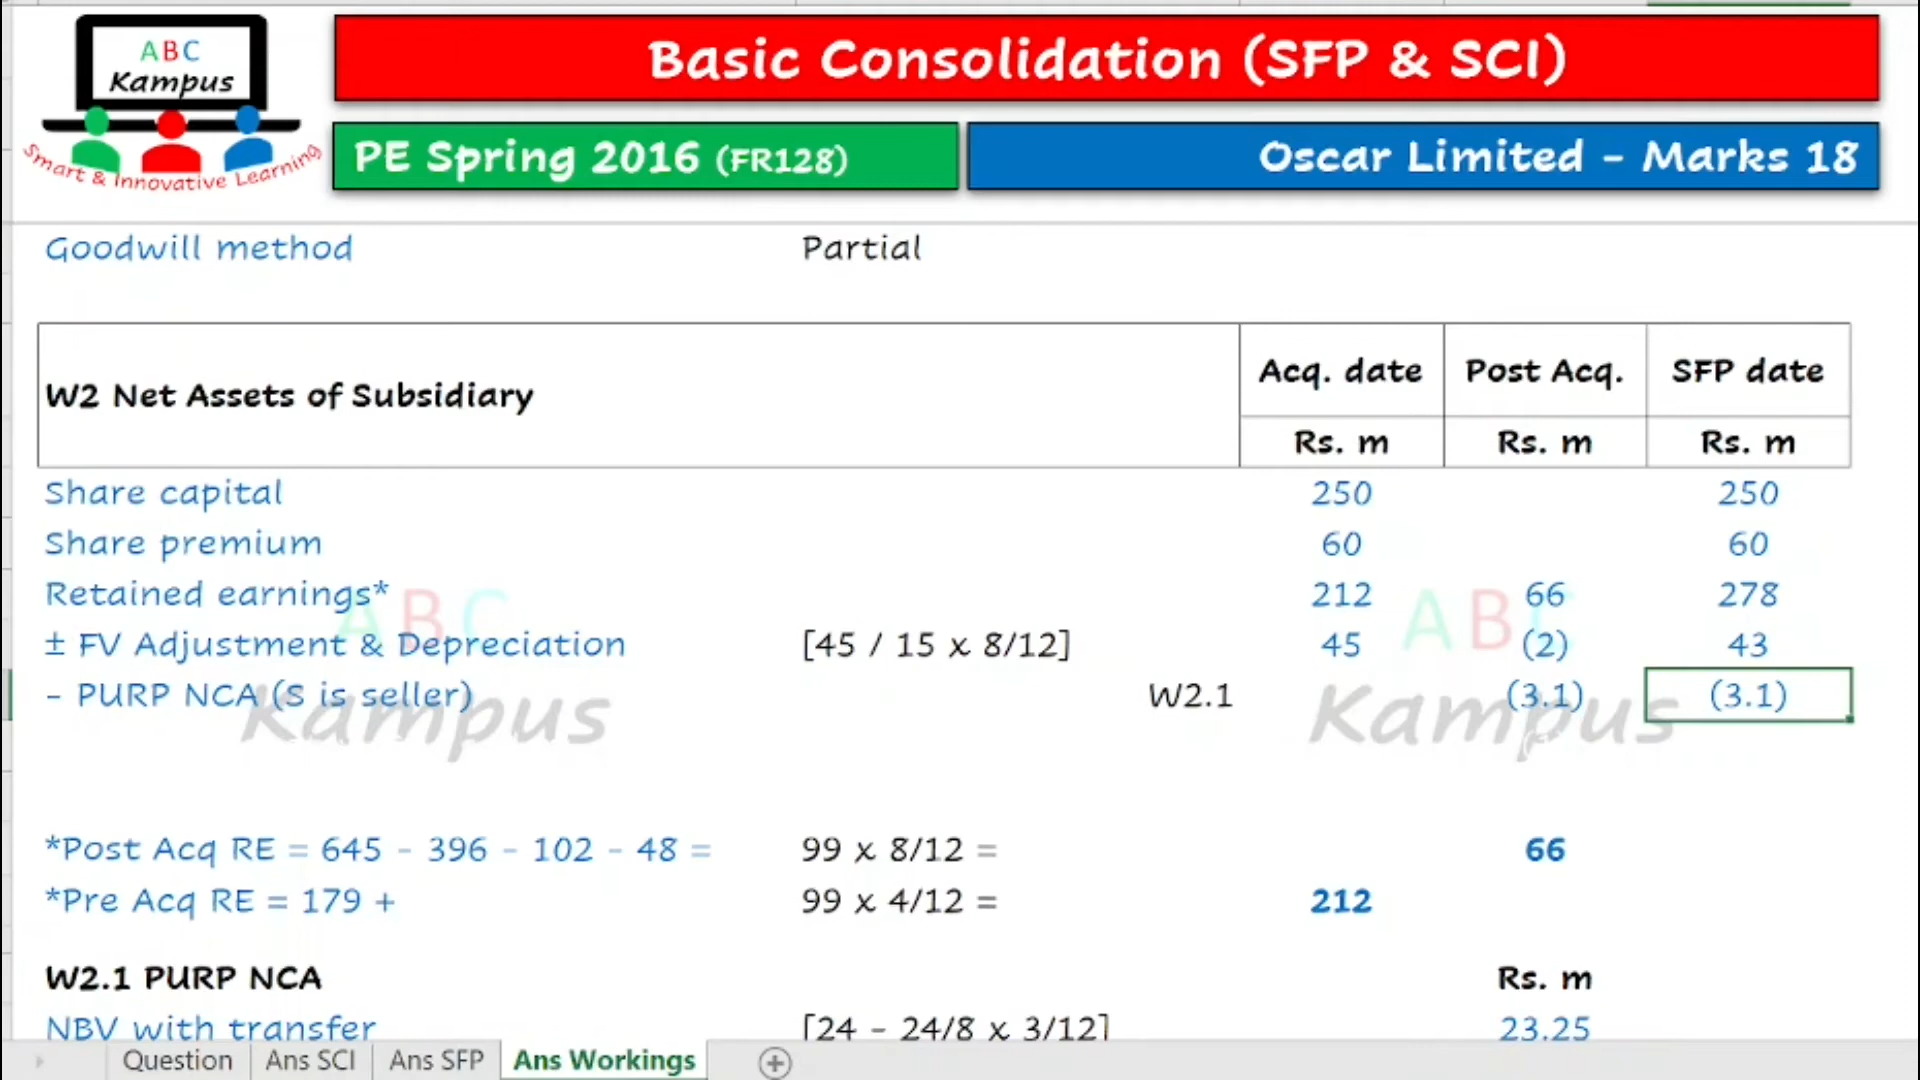 ABC
Kampus
Smart & Innovative Learning
Basic Consolidation (SFP & SCI)
PE Spring 2016 (FR128)
Oscar Limited - Marks 18
Goodwill method Partial
W2 Net Assets of Subsidiary
Acq. date Post Acq. SFP date
Rs. m Rs. m Rs. m
Share capital 250 250
Share premium 60 60
Retained earnings* 212 66 278
± FV Adjustment & Depreciation [45 / 15 x 8/12] 45 (2) 43
- PURP NCA (S is seller) W2.1 (3.1) (3.1)
ABC
Kampus
ABC
Kampus
*Post Acq RE = 645 - 396 - 102 - 48 = 99 x 8/12 = 66
*Pre Acq RE = 179 + 99 x 4/12 = 212
W2.1 PURP NCA Rs. m
NBV with transfer [24 - 24/8 x 3/12] 23.25
Question Ans SCI Ans SFP Ans Workings